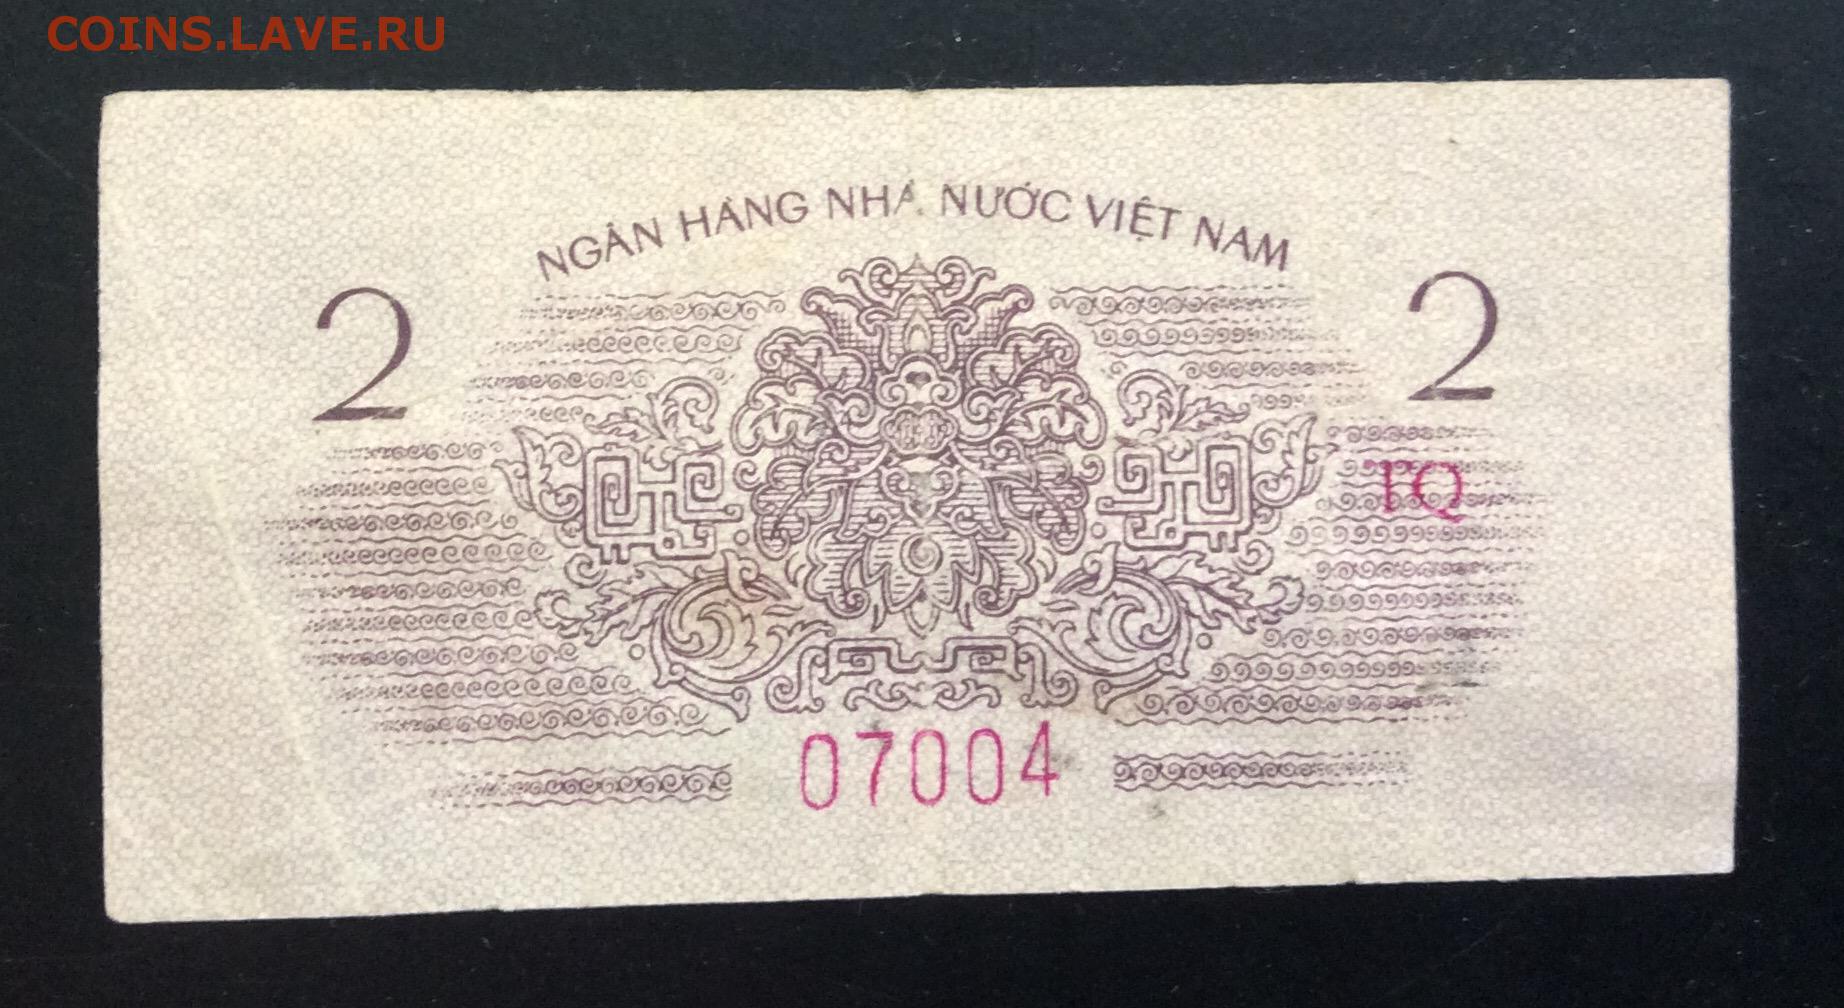 COINS.LAVE.RU
NGÂN HÀNG NHÀ NƯỚC VIỆT NAM
2 2
TQ
07004